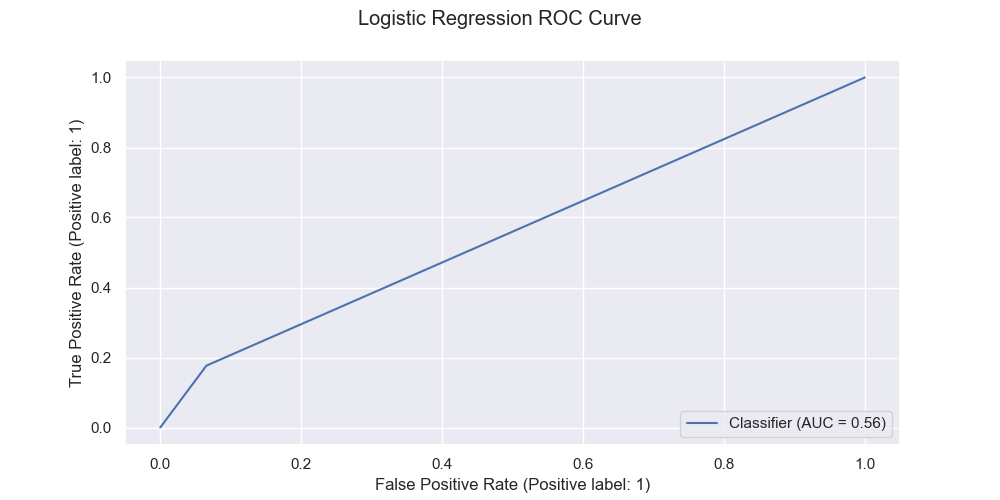 Logistic Regression ROC Curve
True Positive Rate (Positive label: 1)
1.0
0.8
0.6
0.4
0.2
0.0
Classifier (AUC = 0.56)
0.0 0.2 0.4 0.6 0.8 1.0
False Positive Rate (Positive label: 1)